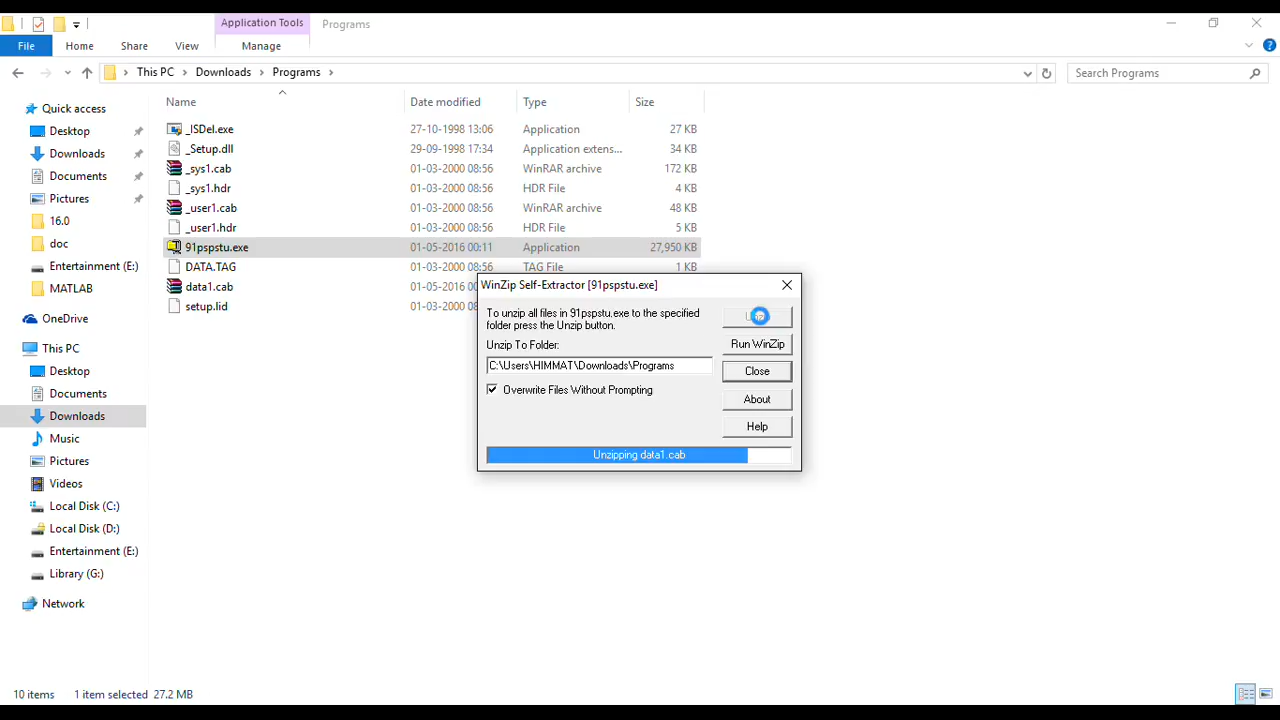 Application Tools
Programs
File
Home
Share
View
Manage
This PC
Downloads
Programs
Search Programs
Quick access
Desktop
Downloads
Documents
Pictures
16.0
doc
Entertainment (E:)
MATLAB
OneDrive
This PC
Desktop
Documents
Downloads
Music
Pictures
Videos
Local Disk (C:)
Local Disk (D:)
Entertainment (E:)
Library (G:)
Network
Name Date modified Type Size
_ISDel.exe 27-10-1998 13:06 Application 27 KB
_Setup.dll 29-09-1998 17:34 Application extens... 34 KB
_sys1.cab 01-03-2000 08:56 WinRAR archive 172 KB
_sys1.hdr 01-03-2000 08:56 HDR File 4 KB
_user1.cab 01-03-2000 08:56 WinRAR archive 48 KB
_user1.hdr 01-03-2000 08:56 HDR File 5 KB
91pspstu.exe 01-05-2016 00:11 Application 27,950 KB
DATA.TAG 01-03-2000 08:56 TAG File 1 KB
data1.cab 01-05-2016
setup.lid 01-03-2000
WinZip Self-Extractor [91pspstu.exe]
To unzip all files in 91pspstu.exe to the specified
folder press the Unzip button.
Unzip To Folder:
C:\Users\HIMMAT\Downloads\Programs
Overwrite Files Without Prompting
Run WinZip
Close
About
Help
Unzipping data1.cab
10 items 1 item selected 27.2 MB